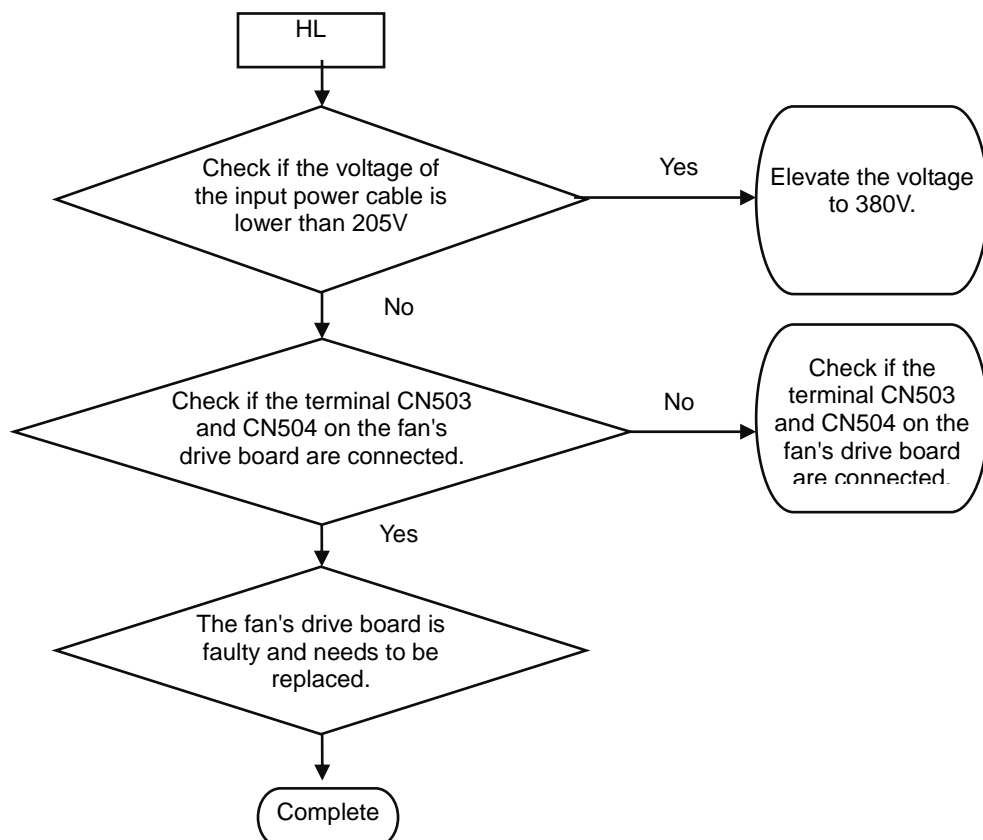 HL
Check if the voltage of
the input power cable is
lower than 205V
Yes
Elevate the voltage
to 380V.
No
Check if the terminal CN503
and CN504 on the fan's
drive board are connected.
No
Check if the
terminal CN503
and CN504 on the
fan's drive board
are connected.
Yes
The fan's drive board is
faulty and needs to be
replaced.
Complete